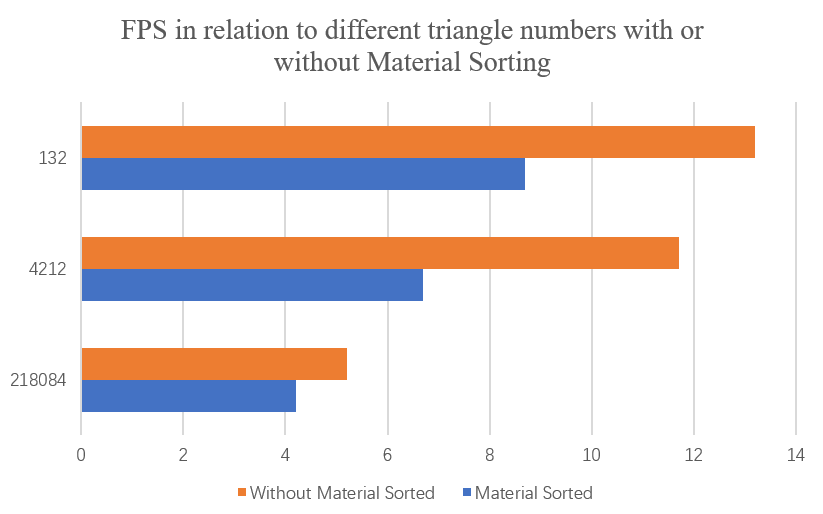 FPS in relation to different triangle numbers with or
without Material Sorting
132
4212
218084
0 2 4 6 8 10 12 14
Without Material Sorted Material Sorted